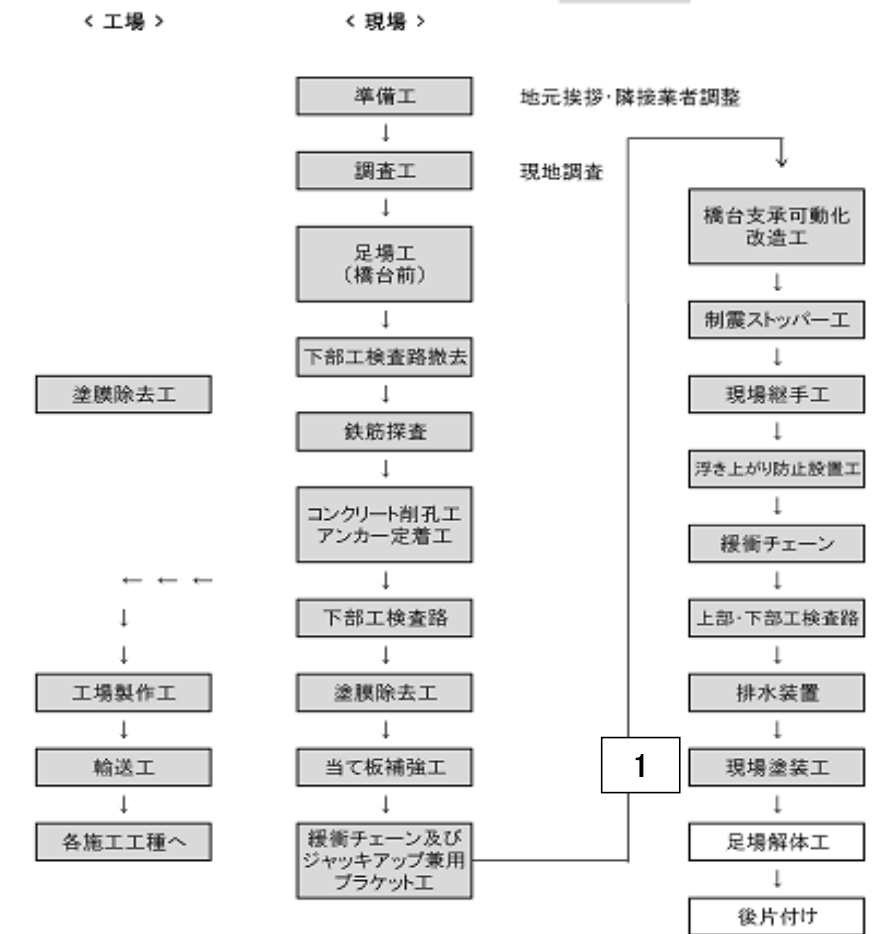 < 工場 >
< 現場 >
準備工
地元挨拶・隣接業者調整
↓
調査工
現地調査
↓
足場工
（橋台前）
↓
下部工検査路撤去
塗膜除去工
↓
鉄筋探査
↓
コンクリート削孔工
アンカー定着工
← ← ←
↓
↓
下部工検査路
↓
↓
工場製作工
塗膜除去工
↓
↓
輸送工
当て板補強工
↓
↓
各施工工種へ
緩衝チェーン及び
ジャッキアップ兼用
ブラケット工
1
橋台支承可動化
改造工
↓
制震ストッパー工
↓
現場継手工
↓
浮き上がり防止設置工
↓
緩衝チェーン
↓
上部・下部工検査路
↓
排水装置
↓
現場塗装工
↓
足場解体工
↓
後片付け